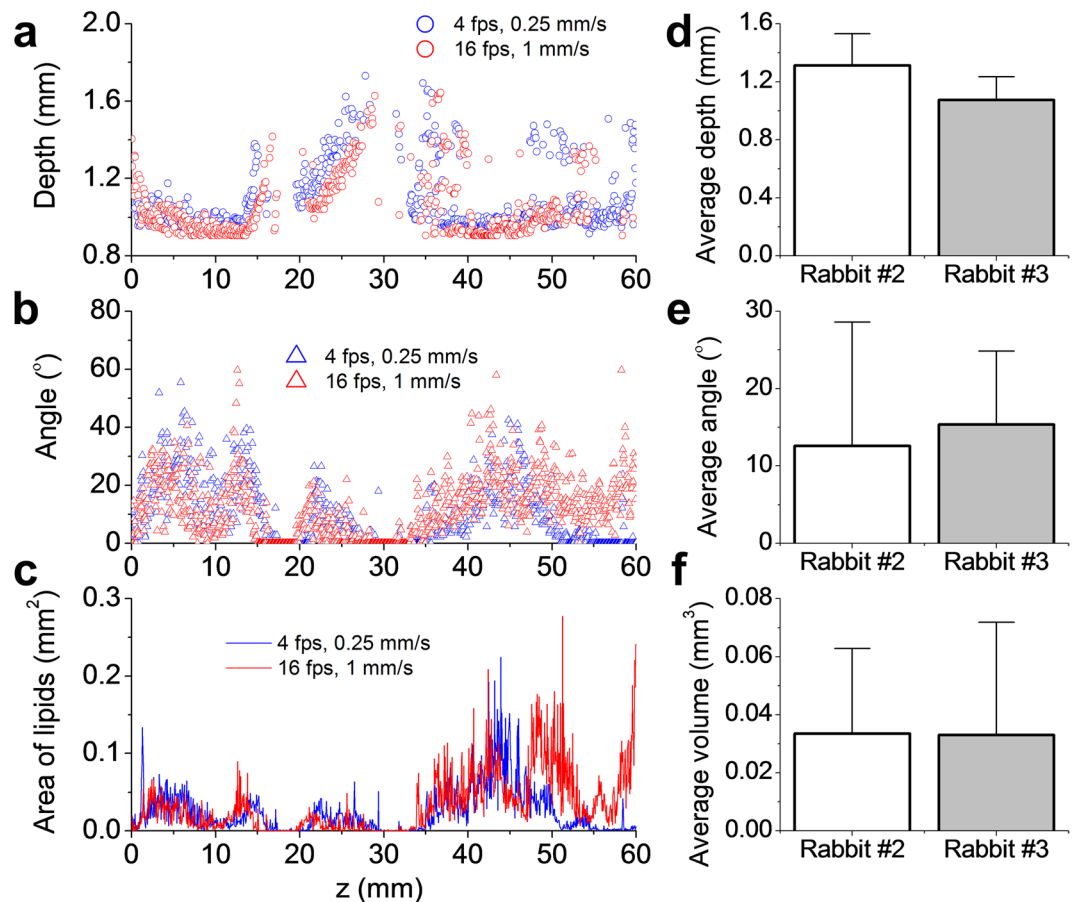 a
Depth (mm)
2.0
1.6
1.2
0.8
4 fps, 0.25 mm/s
16 fps, 1 mm/s
0 10 20 30 40 50 60
b
Angle (°)
80
60
40
20
0
4 fps, 0.25 mm/s
16 fps, 1 mm/s
0 10 20 30 40 50 60
c
Area of lipids (mm²)
0.3
0.2
0.1
0.0
4 fps, 0.25 mm/s
16 fps, 1 mm/s
0 10 20 30 40 50 60
z (mm)
d
Average depth (mm)
1.6
1.2
0.8
0.4
0.0
Rabbit #2 Rabbit #3
e
Average angle (°)
30
20
10
0
Rabbit #2 Rabbit #3
f
Average volume (mm³)
0.08
0.06
0.04
0.02
0.00
Rabbit #2 Rabbit #3